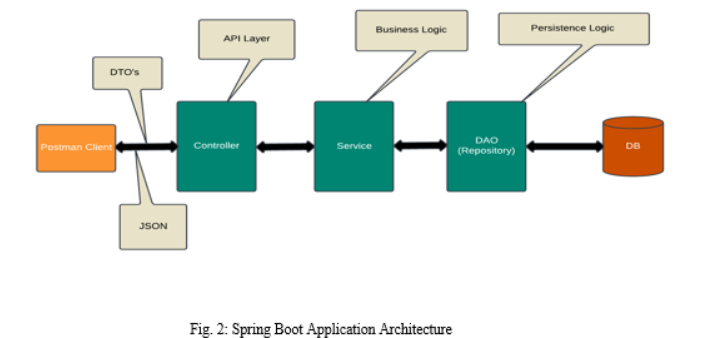 Persistence Logic
Business Logic
API Layer
DTO's
Postman Client
Controller
Service
DAO
(Repository)
DB
JSON
Fig. 2: Spring Boot Application Architecture